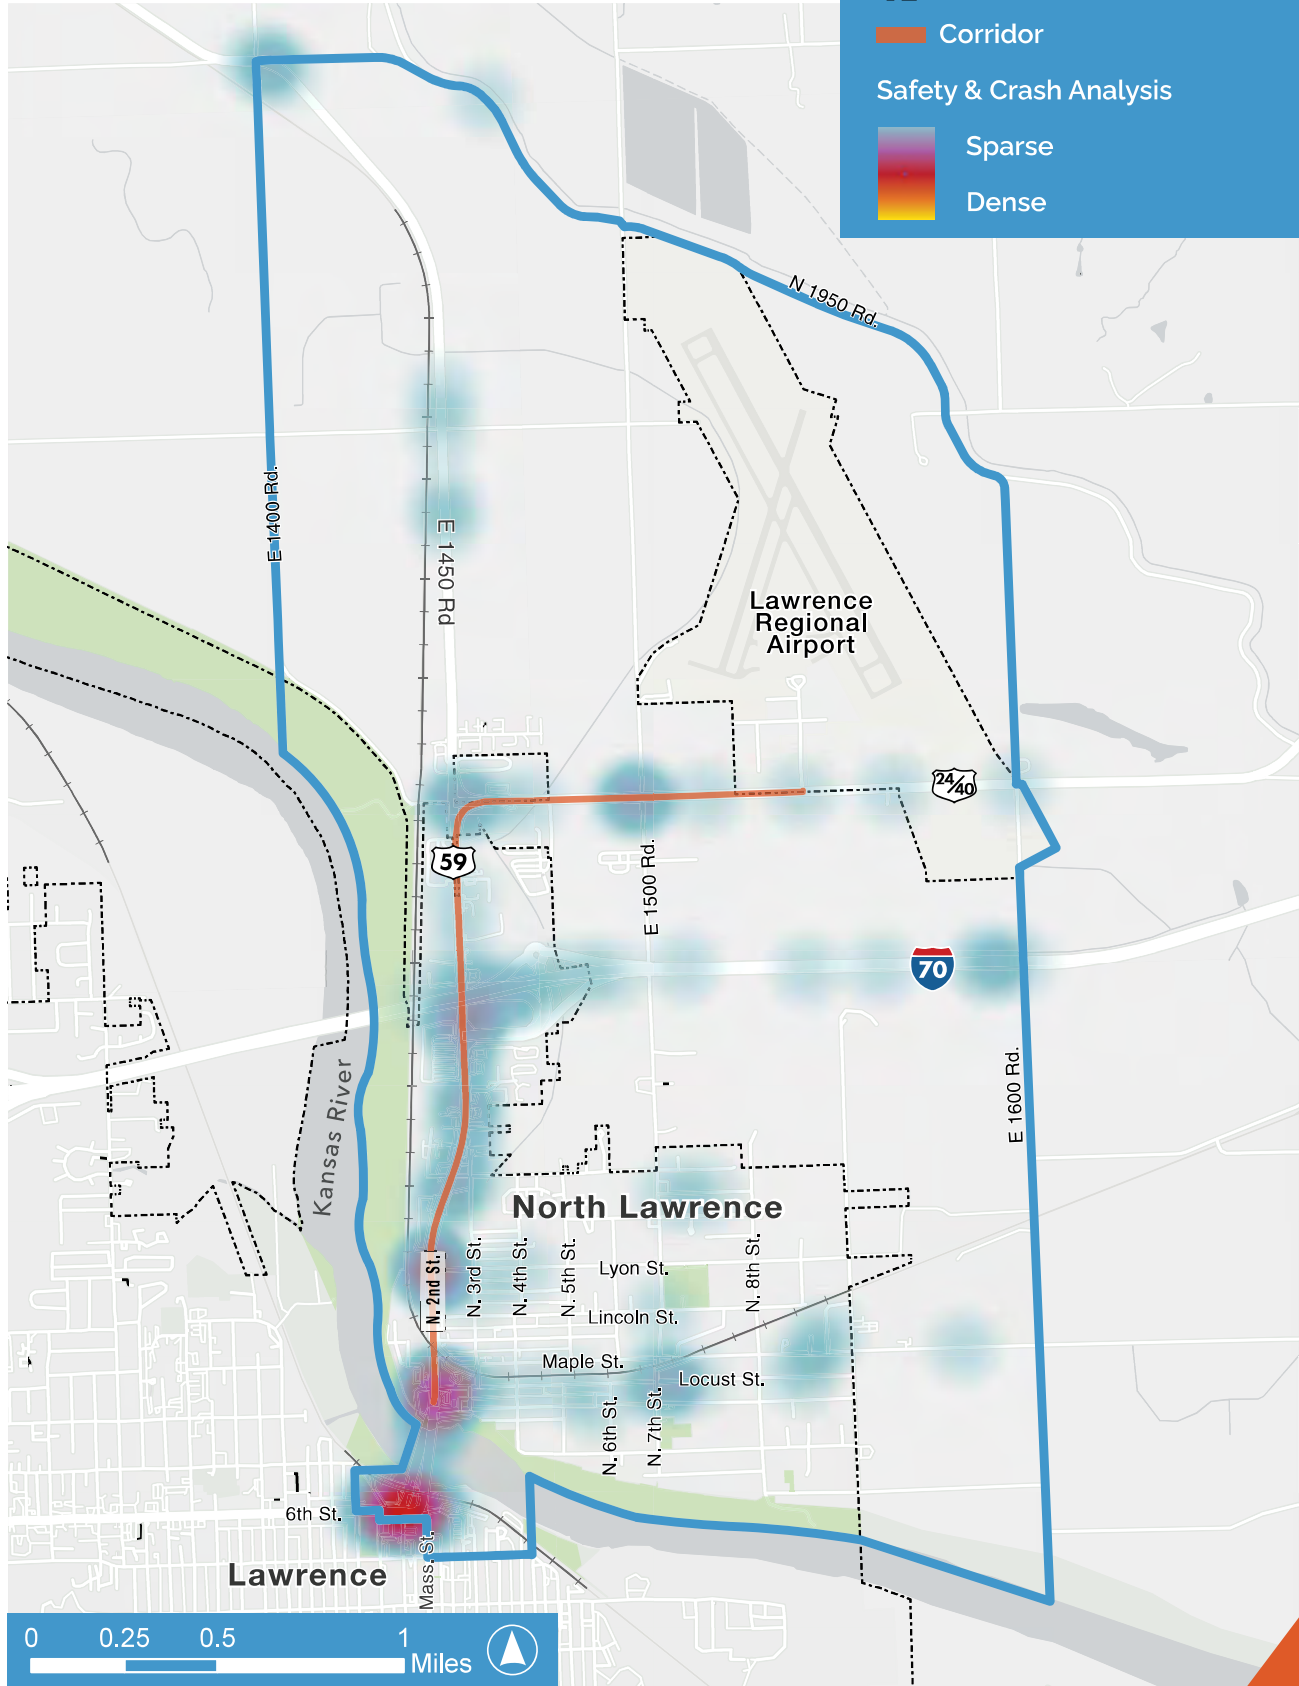 Corridor
Safety & Crash Analysis
Sparse
Dense
N 1950 Rd.
E 1400 Rd.
E 1450 Rd
Lawrence
Regional
Airport
24/40
59
E 1500 Rd.
70
E 1600 Rd.
Kansas River
North Lawrence
N. 2nd St.
N. 3rd St.
N. 4th St.
N. 5th St.
Lyon St.
N. 8th St.
Lincoln St.
Maple St.
Locust St.
N. 6th St.
N. 7th St.
6th St.
Mass. St.
Lawrence
0 0.25 0.5 1
Miles